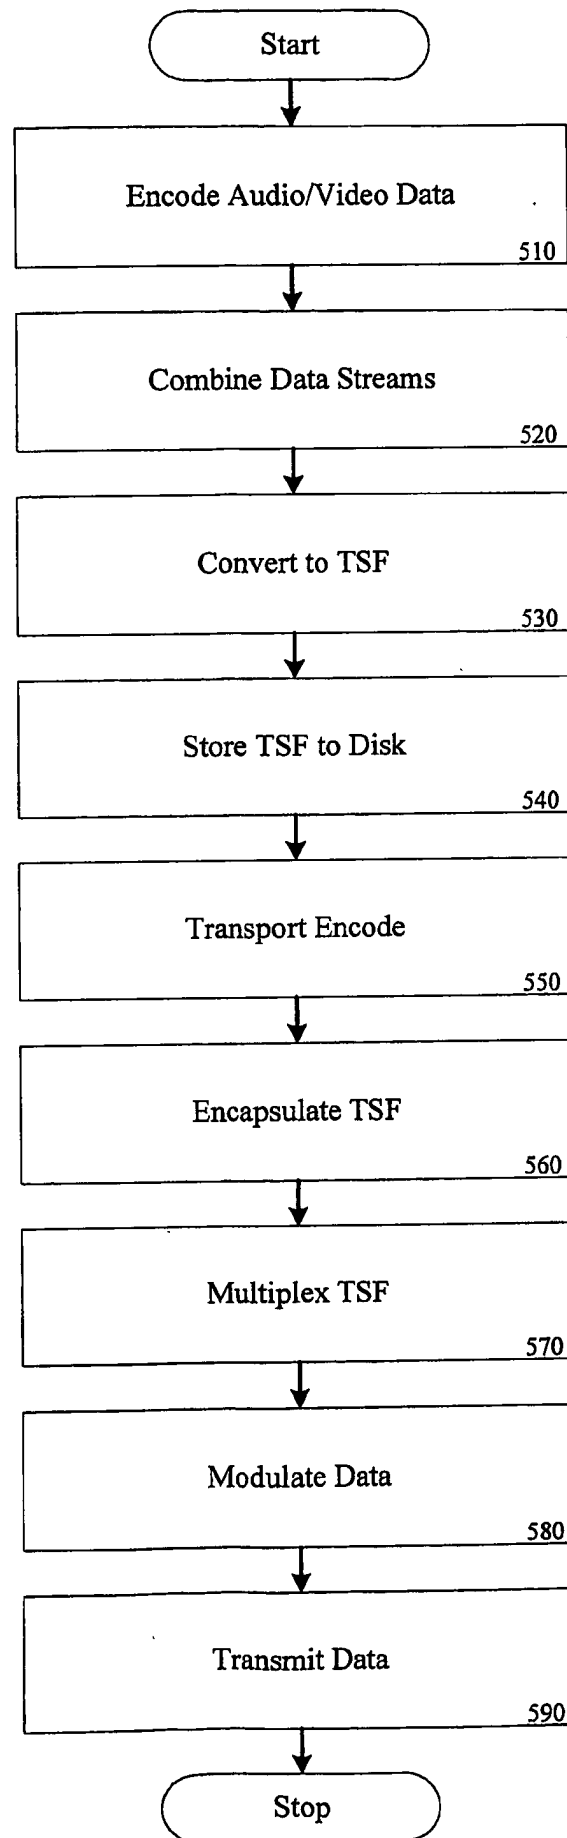 Start
Encode Audio/Video Data
510
Combine Data Streams
520
Convert to TSF
530
Store TSF to Disk
540
Transport Encode
550
Encapsulate TSF
560
Multiplex TSF
570
Modulate Data
580
Transmit Data
590
Stop